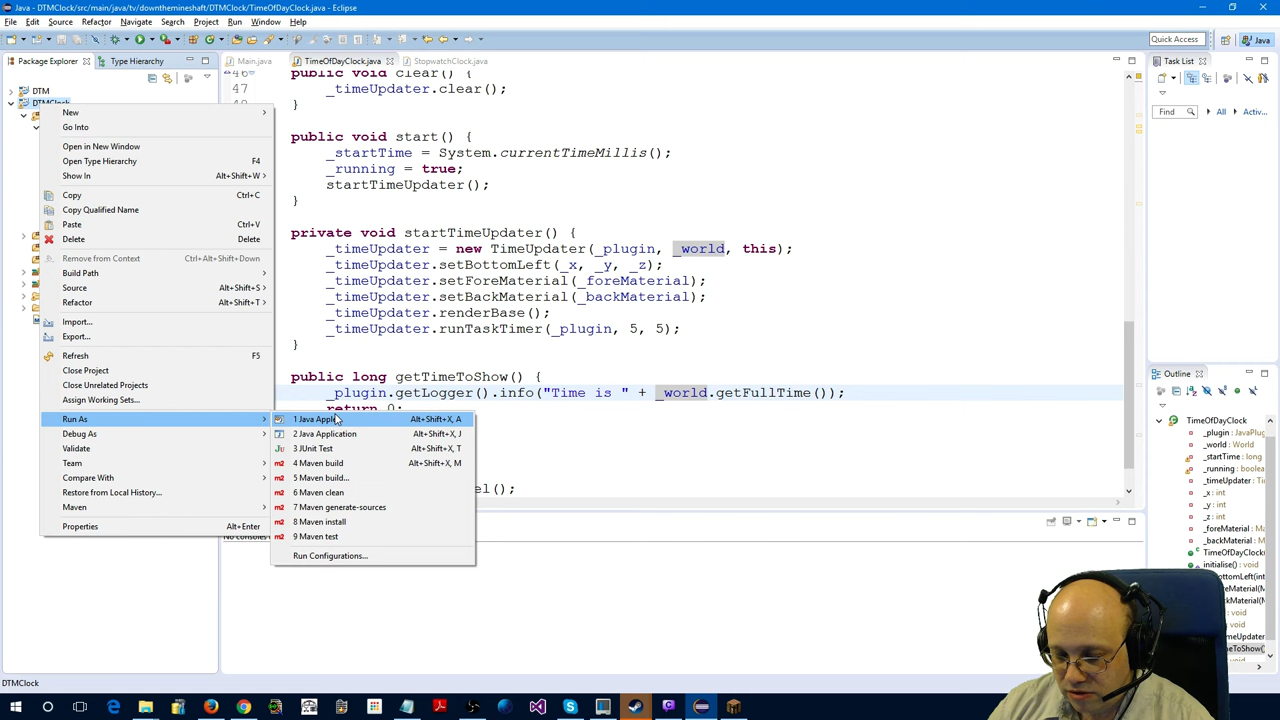 Java - DTMClock/src/main/java/tv/downthemineshaft/DTMClock/TimeOfDayClock.java - Eclipse
File Edit Source Refactor Navigate Search Project Run Window Help
Quick Access
Java
Package Explorer
Type Hierarchy
Main.java
TimeOfDayClock.java
StopwatchClock.java
Task List
Find
All
Activ...
DTM
DTMClock
New
Go Into
Open in New Window
Open Type Hierarchy F4
Show In Alt+Shift+W
Copy Ctrl+C
Copy Qualified Name
Paste Ctrl+V
Delete Delete
Remove from Context Ctrl+Alt+Shift+Down
Build Path
Source Alt+Shift+S
Refactor Alt+Shift+T
Import...
Export...
Refresh F5
Close Project
Close Unrelated Projects
Assign Working Sets...
Run As
Debug As
Validate
Team
Compare With
Restore from Local History...
Maven
Properties Alt+Enter
1 Java Apple Alt+Shift+X, A
2 Java Application Alt+Shift+X, J
3 JUnit Test Alt+Shift+X, T
4 Maven build Alt+Shift+X, M
5 Maven build...
6 Maven clean
7 Maven generate-sources
8 Maven install
9 Maven test
Run Configurations...
46
47
public void clear() {
_timeUpdater.clear();
}
public void start() {
_startTime = System.currentTimeMillis();
_running = true;
startTimeUpdater();
}
private void startTimeUpdater() {
_timeUpdater = new TimeUpdater(_plugin, _world, this);
_timeUpdater.setBottomLeft(_x, _y, _z);
_timeUpdater.setForeMaterial(_foreMaterial);
_timeUpdater.setBackMaterial(_backMaterial);
_timeUpdater.renderBase();
_timeUpdater.runTaskTimer(_plugin, 5, 5);
}
public long getTimeToShow() {
_plugin.getLogger().info("Time is " + _world.getFullTime());
return 0;
el();
No consoles
Outline
TimeOfDayClock
_plugin : JavaPlug
_world : World
_startTime : long
_running : boolea
_timeUpdater : Ti
_x : int
_y : int
_z : int
_foreMaterial : M
_backMaterial : M
TimeOfDayClock(
initialise() : void
ottomLeft(int
eMaterial(M
ckMaterial(M
void
void
meUpdater
meToShow()
DTMClock